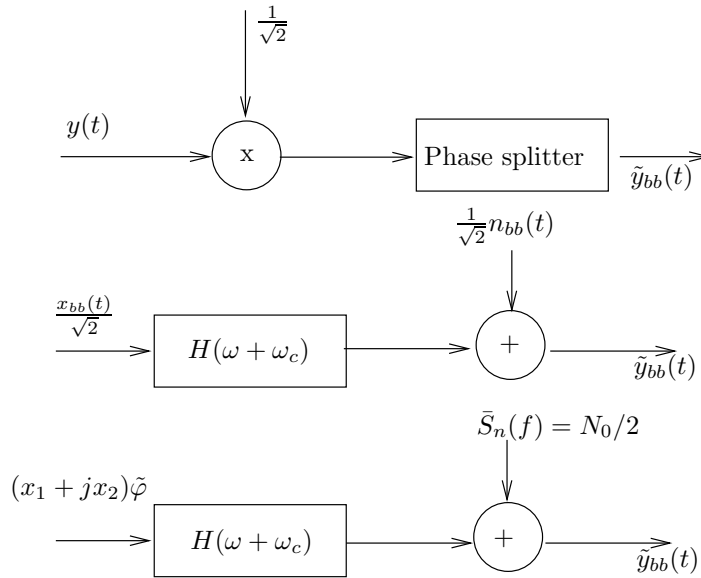 1/√2
y(t)
x
Phase splitter
ỹ_bb(t)
1/√2 n_bb(t)
x_bb(t)/√2
H(ω + ω_c)
+
ỹ_bb(t)
S̄_n(f) = N_0/2
(x_1 + jx_2)φ̃
H(ω + ω_c)
+
ỹ_bb(t)